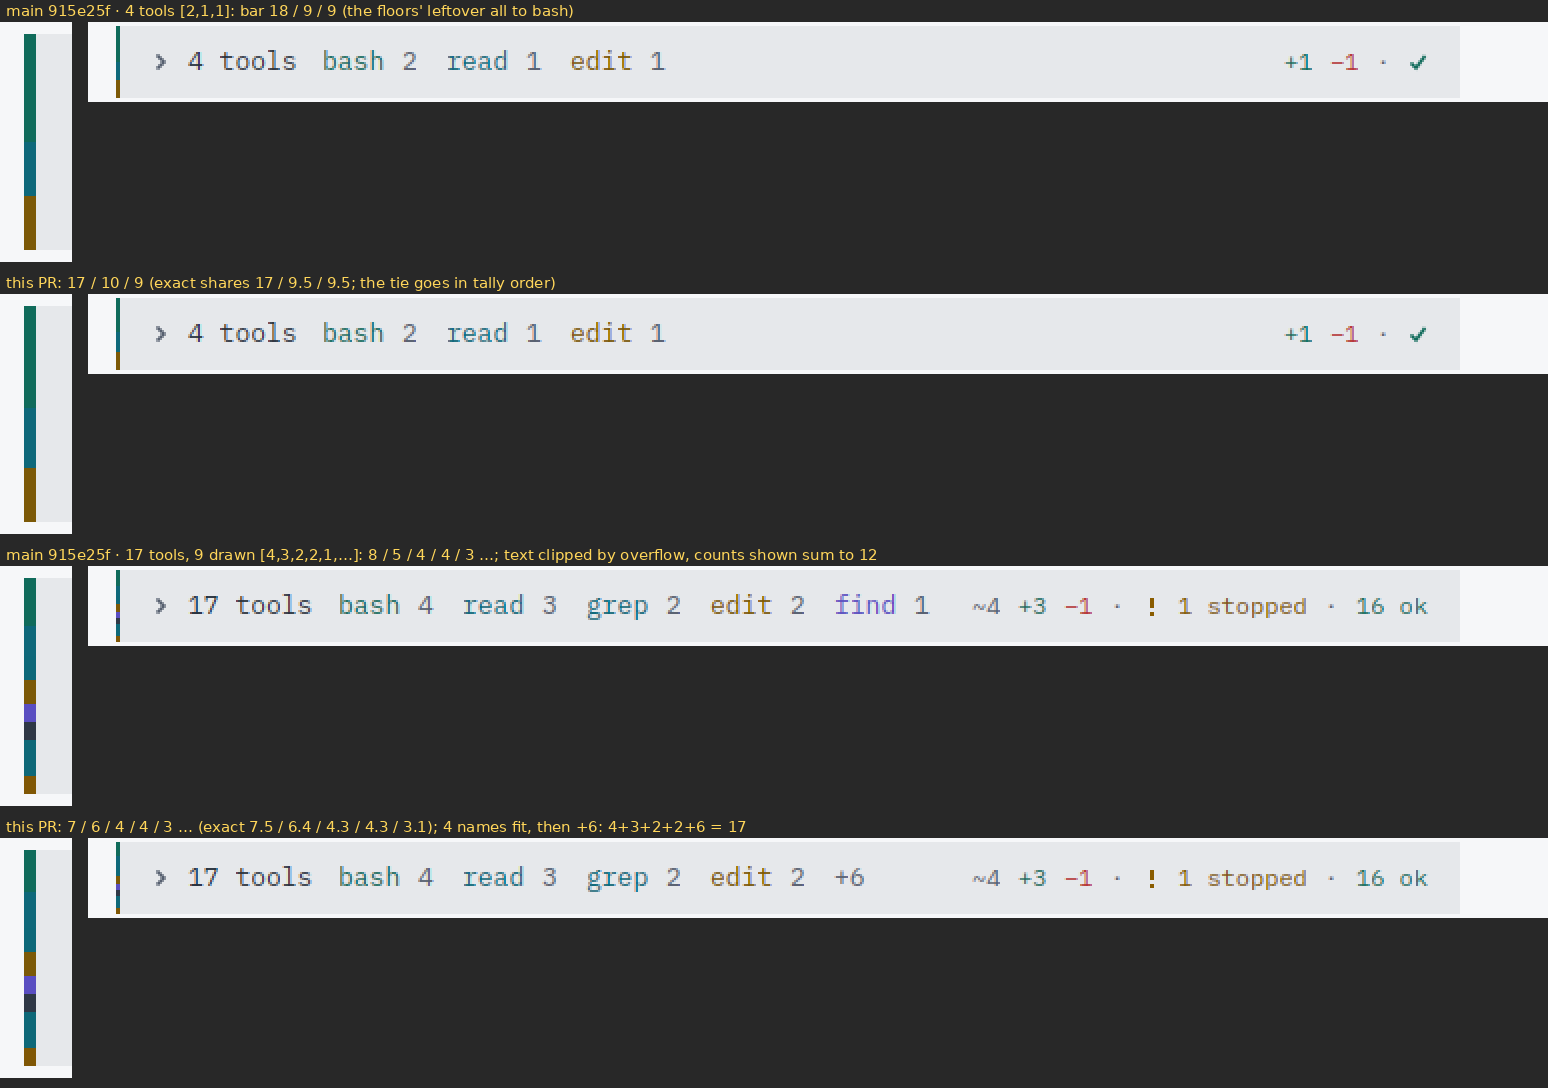 main 915e25f · 4 tools [2,1,1]: bar 18 / 9 / 9 (the floors' leftover all to bash)
› 4 tools bash 2 read 1 edit 1 +1 −1 · ✓
this PR: 17 / 10 / 9 (exact shares 17 / 9.5 / 9.5; the tie goes in tally order)
› 4 tools bash 2 read 1 edit 1 +1 −1 · ✓
main 915e25f · 17 tools, 9 drawn [4,3,2,2,1,…]: 8 / 5 / 4 / 4 / 3 …; text clipped by overflow, counts shown sum to 12
› 17 tools bash 4 read 3 grep 2 edit 2 find 1 ~4 +3 −1 · ! 1 stopped · 16 ok
this PR: 7 / 6 / 4 / 4 / 3 … (exact 7.5 / 6.4 / 4.3 / 4.3 / 3.1); 4 names fit, then +6: 4+3+2+2+6 = 17
› 17 tools bash 4 read 3 grep 2 edit 2 +6 ~4 +3 −1 · ! 1 stopped · 16 ok